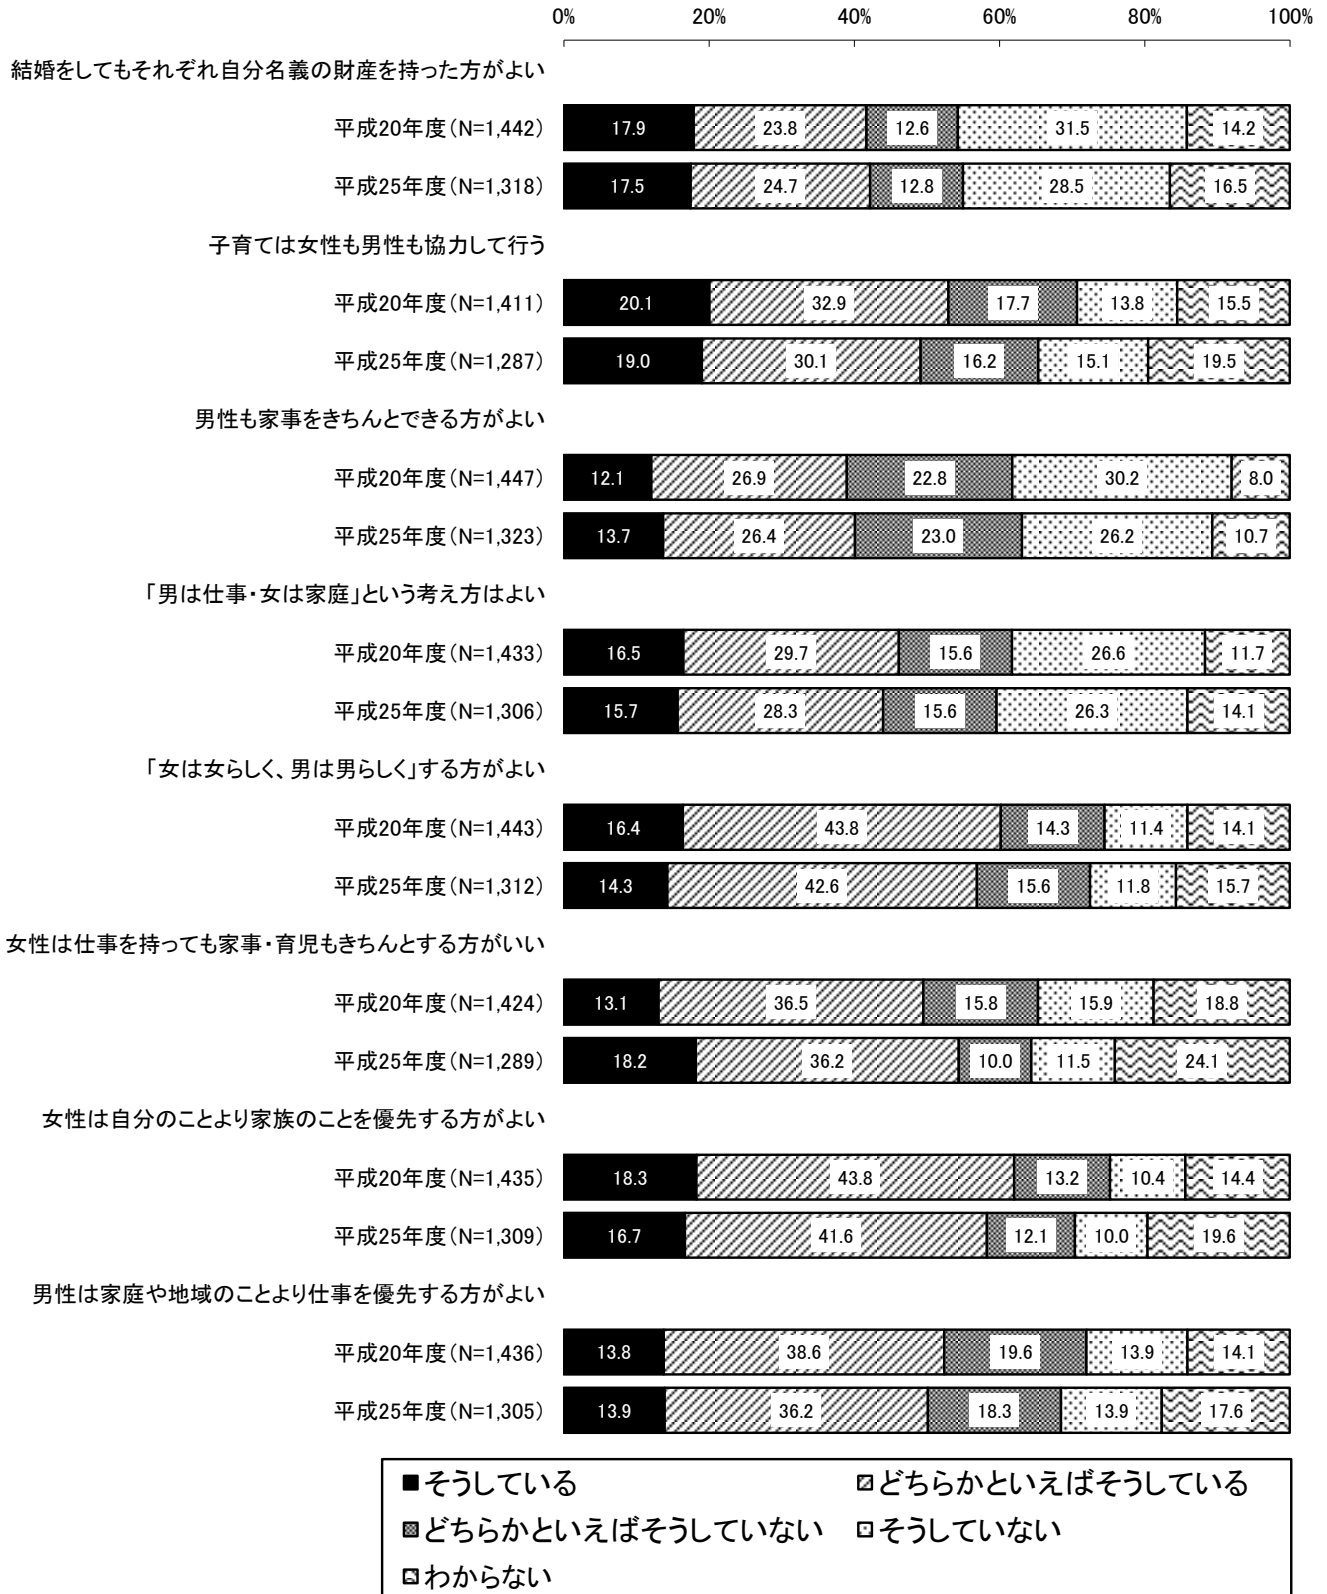 0% 20% 40% 60% 80% 100%
結婚をしてもそれぞれ自分名義の財産を持った方がよい
平成20年度(N=1,442) 17.9 23.8 12.6 31.5 14.2
平成25年度(N=1,318) 17.5 24.7 12.8 28.5 16.5
子育ては女性も男性も協力して行う
平成20年度(N=1,411) 20.1 32.9 17.7 13.8 15.5
平成25年度(N=1,287) 19.0 30.1 16.2 15.1 19.5
男性も家事をきちんとできる方がよい
平成20年度(N=1,447) 12.1 26.9 22.8 30.2 8.0
平成25年度(N=1,323) 13.7 26.4 23.0 26.2 10.7
「男は仕事・女は家庭」という考え方はよい
平成20年度(N=1,433) 16.5 29.7 15.6 26.6 11.7
平成25年度(N=1,306) 15.7 28.3 15.6 26.3 14.1
「女は女らしく、男は男らしく」する方がよい
平成20年度(N=1,443) 16.4 43.8 14.3 11.4 14.1
平成25年度(N=1,312) 14.3 42.6 15.6 11.8 15.7
女性は仕事を持っても家事・育児もきちんとする方がいい
平成20年度(N=1,424) 13.1 36.5 15.8 15.9 18.8
平成25年度(N=1,289) 18.2 36.2 10.0 11.5 24.1
女性は自分のことより家族のことを優先する方がよい
平成20年度(N=1,435) 18.3 43.8 13.2 10.4 14.4
平成25年度(N=1,309) 16.7 41.6 12.1 10.0 19.6
男性は家庭や地域のことより仕事を優先する方がよい
平成20年度(N=1,436) 13.8 38.6 19.6 13.9 14.1
平成25年度(N=1,305) 13.9 36.2 18.3 13.9 17.6
そうしている どちらかといえばそうしている
どちらかといえばそうしていない そうしていない
わからない